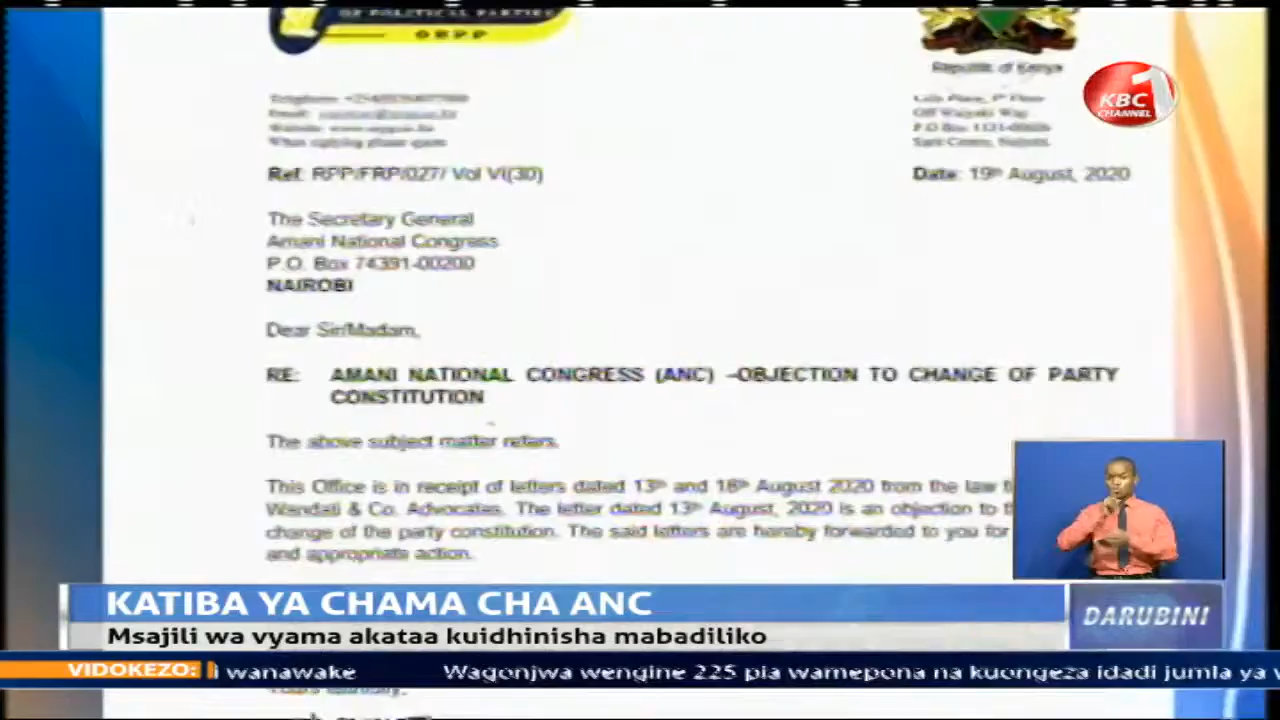 OF POLITICAL PARTIES
ORPP
Republic of Kenya
KBC
CHANNEL 1
Ref: RPP/FRP/027/ Vol VI(30)
Date: 19th August, 2020
The Secretary General
Amani National Congress
P.O. Box 74391-00200
NAIROBI
Dear Sir/Madam,
RE: AMANI NATIONAL CONGRESS (ANC) –OBJECTION TO CHANGE OF PARTY
CONSTITUTION
The above subject matter refers.
This Office is in receipt of letters dated 13th and 18th August 2020 from the law
Wandati & Co. Advocates. The letter dated 13th August, 2020 is an objection to
change of the party constitution. The said letters are hereby forwarded to you for
and appropriate action.
KATIBA YA CHAMA CHA ANC
Msajili wa vyama akataa kuidhinisha mabadiliko
DARUBINI
VIDOKEZO: i wanawake Wagonjwa wengine 225 pia wamepona na kuongeza idadi jumla ya